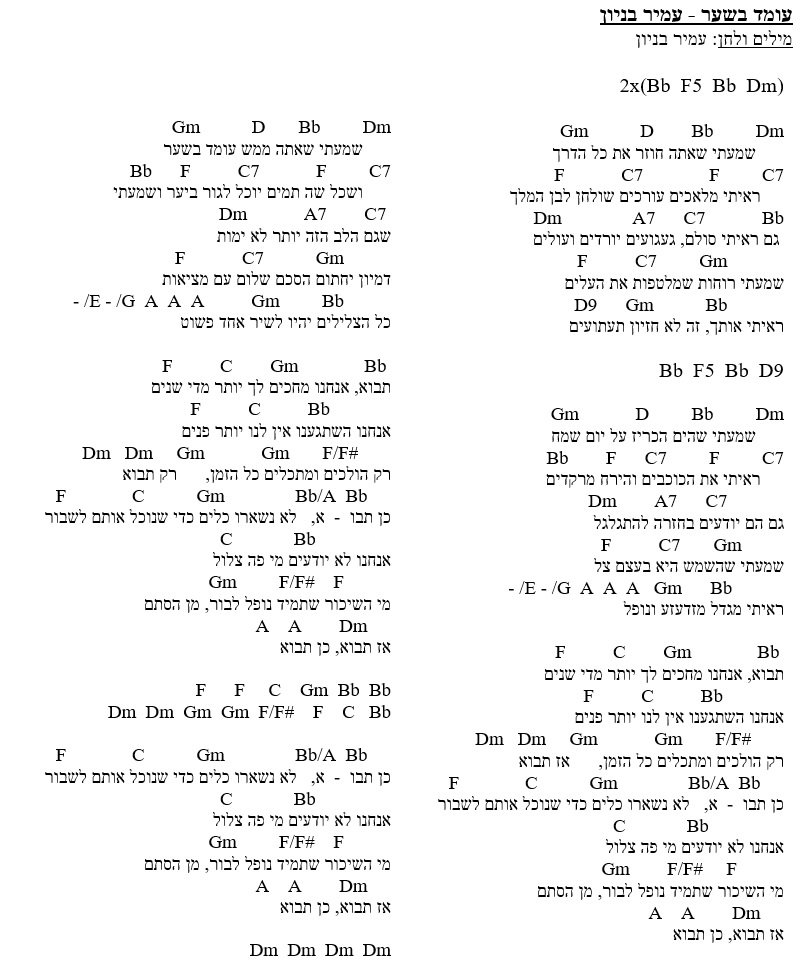 עומד בשער - עמיר בניון
מילים ולחן: עמיר בניון
2x(Bb F5 Bb Dm)
Gm D Bb Dm
שמעתי שאתה חוזר את כל הדרך
F C7 F C7
ראיתי מלאכים עורכים שולחן לבן המלך
Dm A7 C7 Bb
גם ראיתי סולם, געגועים יורדים ועולים
F C7 Gm
שמעתי רוחות שמלטפות את העלים
D9 Gm Bb
ראיתי אותך, זה לא חזיון תעתועים
Bb F5 Bb D9
Gm D Bb Dm
שמעתי שהים הכריז על יום שמח
Bb F C7 F C7
ראיתי את הכוכבים והירח מרקדים
Dm A7 C7
גם הם יודעים בחזרה להתגלגל
F C7 Gm
שמעתי שהשמש היא בעצם צל
- /E - /G A A A Gm Bb
ראיתי מגדל מזדעזע ונופל
F C Gm Bb
תבוא, אנחנו מחכים לך יותר מדי שנים
F C Bb
אנחנו השתגענו אין לנו יותר פנים
Dm Dm Gm Gm F/F#
רק הולכים ומתכלים כל הזמן, אז תבוא
F C Gm Bb/A Bb
כן תבו - א, לא נשארו כלים כדי שנוכל אותם לשבור
C Bb
אנחנו לא יודעים מי פה צלול
Gm F/F# F
מי השיכור שתמיד נופל לבור, מן הסתם
A A Dm
אז תבוא, כן תבוא
Gm D Bb Dm
שמעתי שאתה ממש עומד בשער
Bb F C7 F C7
ושכל שה תמים יוכל לגור ביער ושמעתי
Dm A7 C7
שגם הלב הזה יותר לא ימות
F C7 Gm
דמיון יחתום הסכם שלום עם מציאות
- /E - /G A A A Gm Bb
כל הצלילים יהיו לשיר אחד פשוט
F C Gm Bb
תבוא, אנחנו מחכים לך יותר מדי שנים
F C Bb
אנחנו השתגענו אין לנו יותר פנים
Dm Dm Gm Gm F/F#
רק הולכים ומתכלים כל הזמן, רק תבוא
F C Gm Bb/A Bb
כן תבו - א, לא נשארו כלים כדי שנוכל אותם לשבור
C Bb
אנחנו לא יודעים מי פה צלול
Gm F/F# F
מי השיכור שתמיד נופל לבור, מן הסתם
A A Dm
אז תבוא, כן תבוא
F F C Gm Bb Bb
Dm Dm Gm Gm F/F# F C Bb
F C Gm Bb/A Bb
כן תבו - א, לא נשארו כלים כדי שנוכל אותם לשבור
C Bb
אנחנו לא יודעים מי פה צלול
Gm F/F# F
מי השיכור שתמיד נופל לבור, מן הסתם
A A Dm
אז תבוא, כן תבוא
Dm Dm Dm Dm